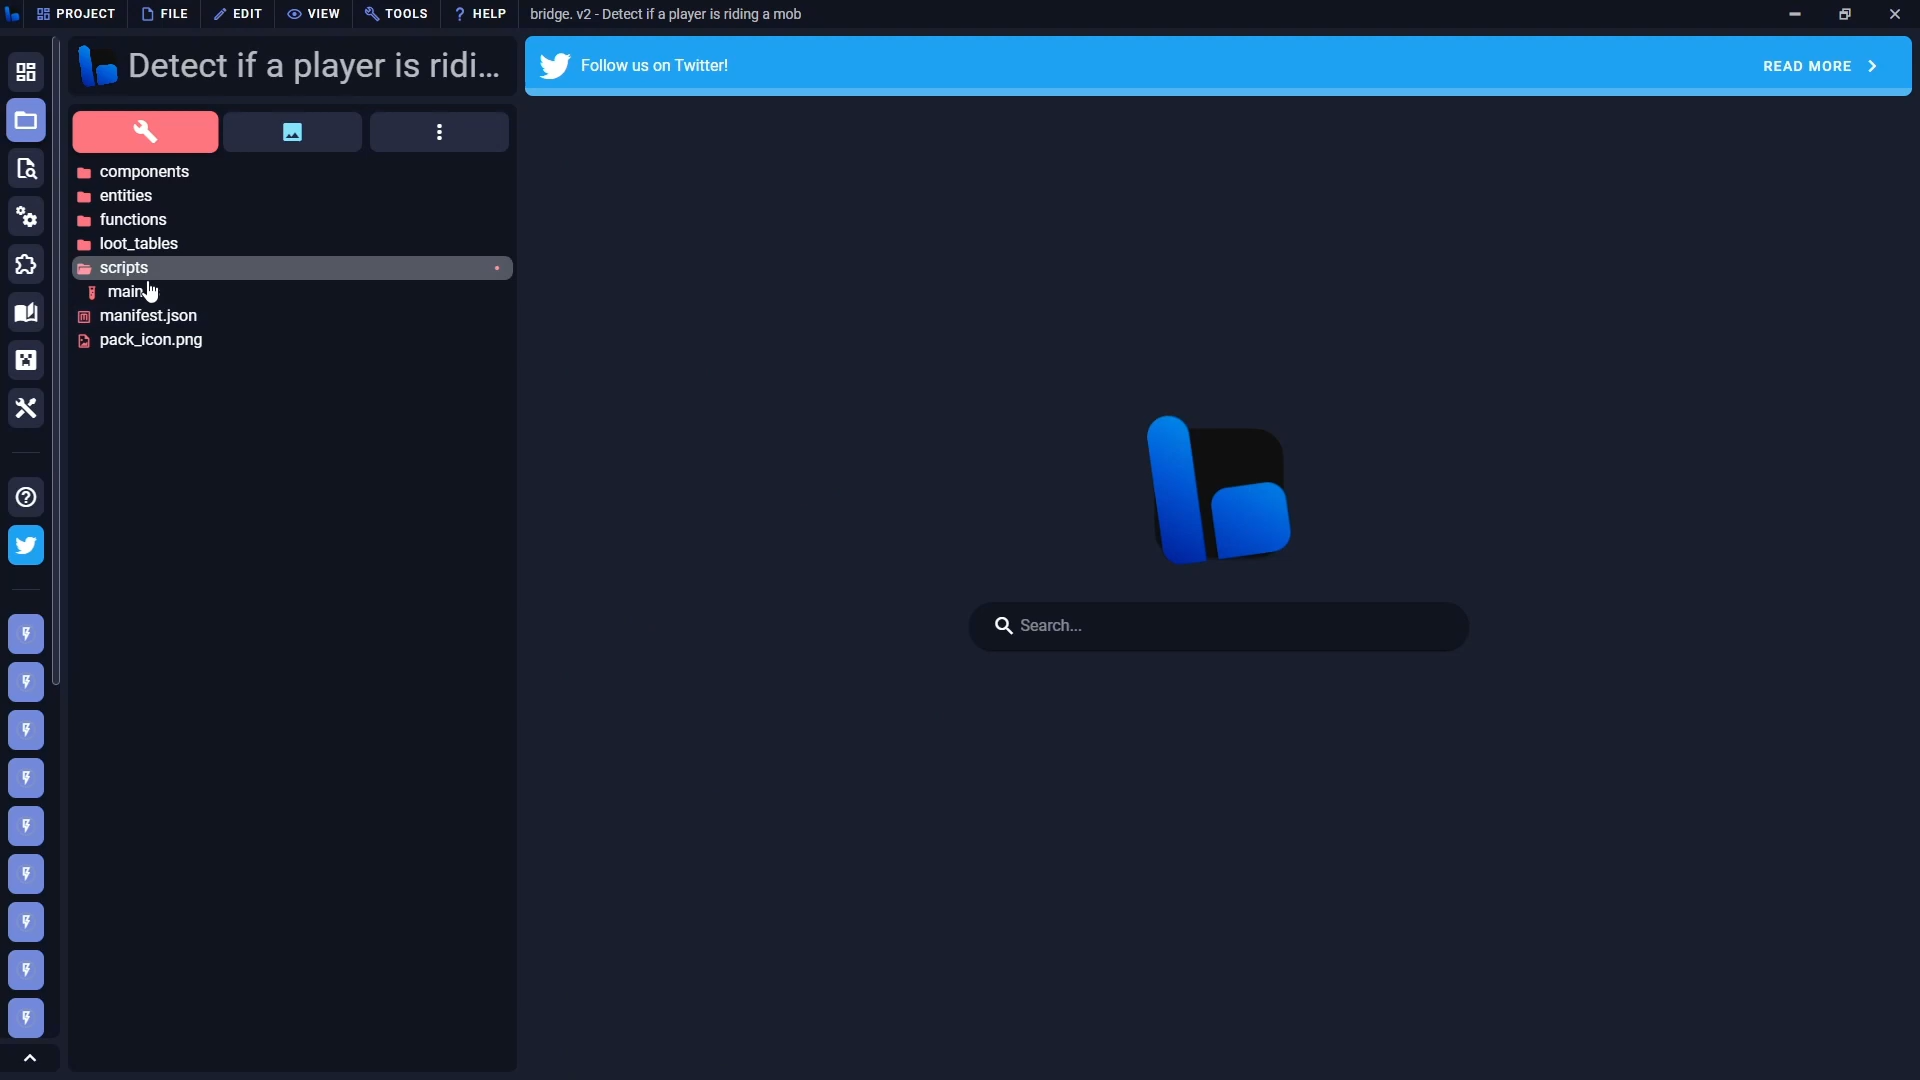 PROJECT FILE EDIT VIEW TOOLS HELP bridge. v2 - Detect if a player is riding a mob
Detect if a player is ridi...
Follow us on Twitter! READ MORE
components
entities
functions
loot_tables
scripts
main
manifest.json
pack_icon.png
Search...